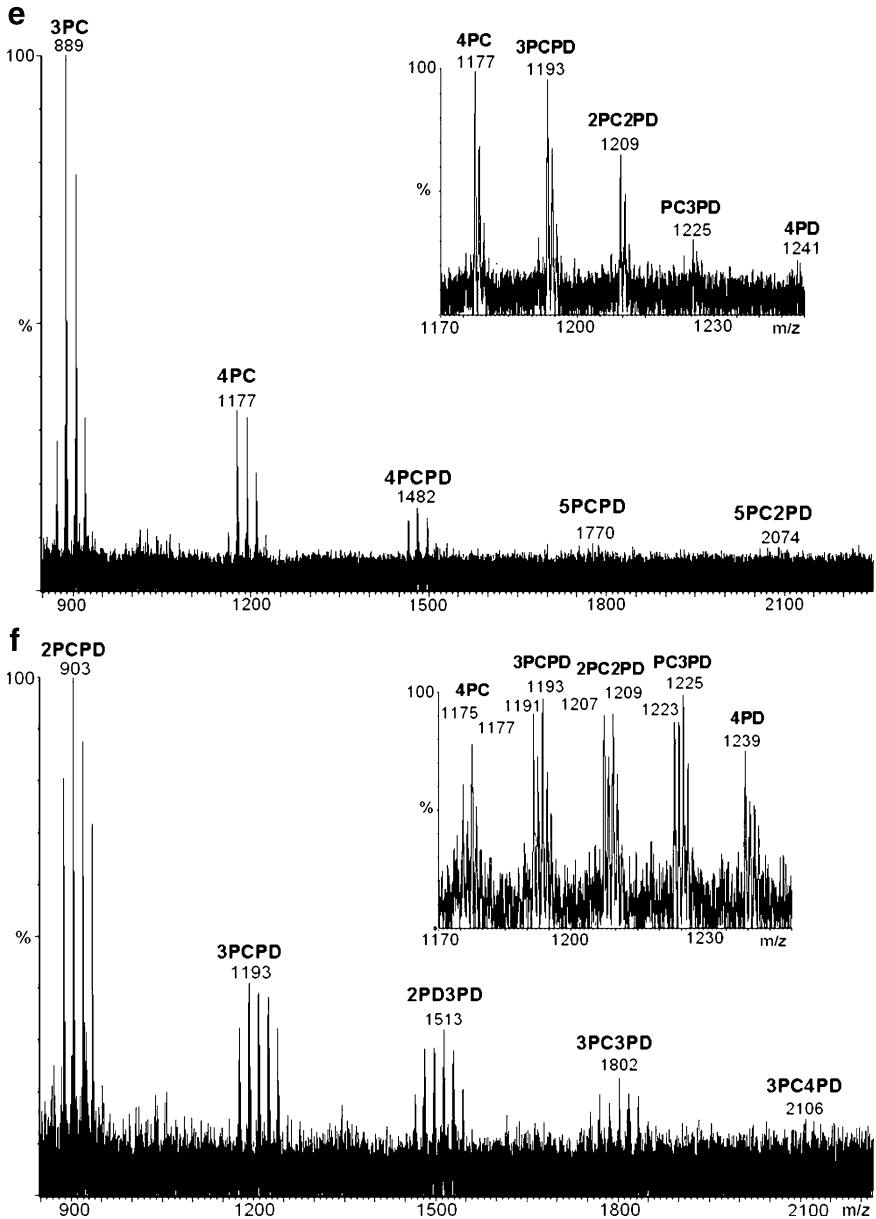 e
3PC
889
100
%
4PC
1177
4PCPD
1482
5PCPD
1770
5PC2PD
2074
900 1200 1500 1800 2100
4PC
1177
3PCPD
1193
2PC2PD
1209
PC3PD
1225
4PD
1241
100
%
1170 1200 1230 m/z
f
2PCPD
903
100
%
3PCPD
1193
2PD3PD
1513
3PC3PD
1802
3PC4PD
2106
900 1200 1500 1800 2100 m/z
4PC
1175
1177
3PCPD
1191
1193
2PC2PD
1207
1209
PC3PD
1223
1225
4PD
1239
100
%
1170 1200 1230 m/z